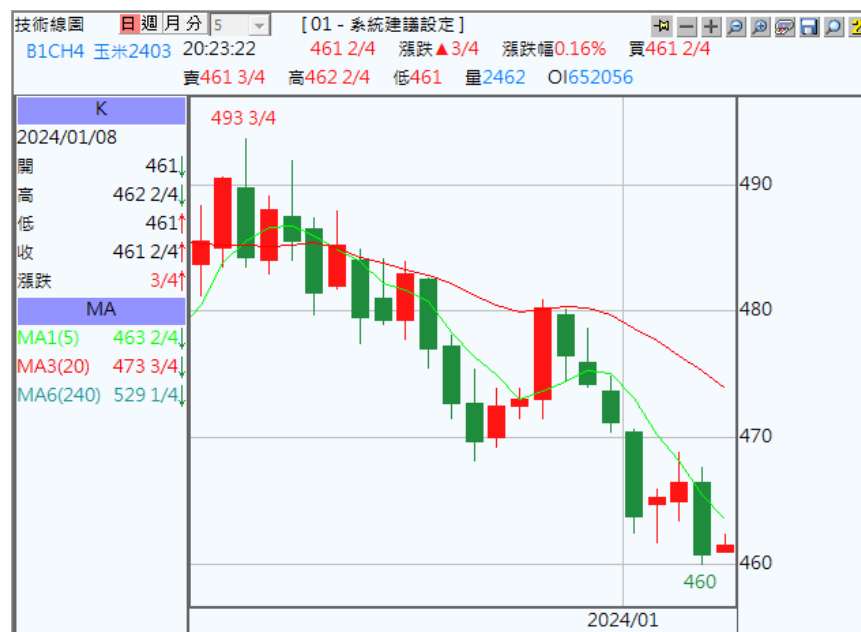 技術線圖 日 週 月 分 5 [ 01 - 系統建議設定 ]
B1CH4 玉米2403 20:23:22 461 2/4 漲跌▲3/4 漲跌幅0.16% 買461 2/4
賣461 3/4 高462 2/4 低461 量2462 OI652056
K
2024/01/08
開 461↓
高 462 2/4↓
低 461↑
收 461 2/4↑
漲跌 3/4↑
MA
MA1(5) 463 2/4↓
MA3(20) 473 3/4↓
MA6(240) 529 1/4↓
493 3/4
490
480
470
460
460
2024/01